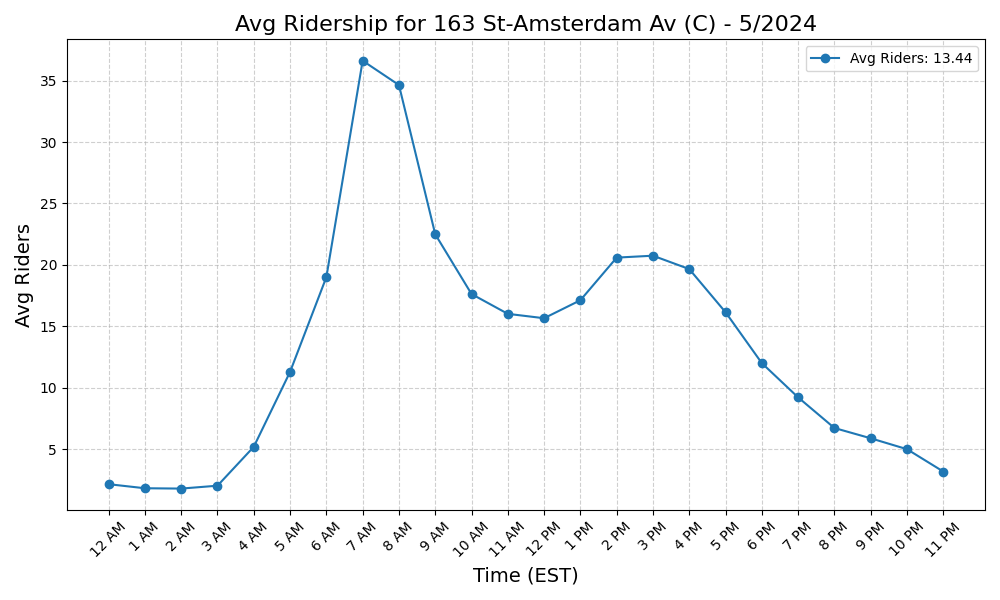 Avg Ridership for 163 St-Amsterdam Av (C) - 5/2024
Avg Riders: 13.44
Avg Riders
35
30
25
20
15
10
5
12 AM
1 AM
2 AM
3 AM
4 AM
5 AM
6 AM
7 AM
8 AM
9 AM
10 AM
11 AM
12 PM
1 PM
2 PM
3 PM
4 PM
5 PM
6 PM
7 PM
8 PM
9 PM
10 PM
11 PM
Time (EST)